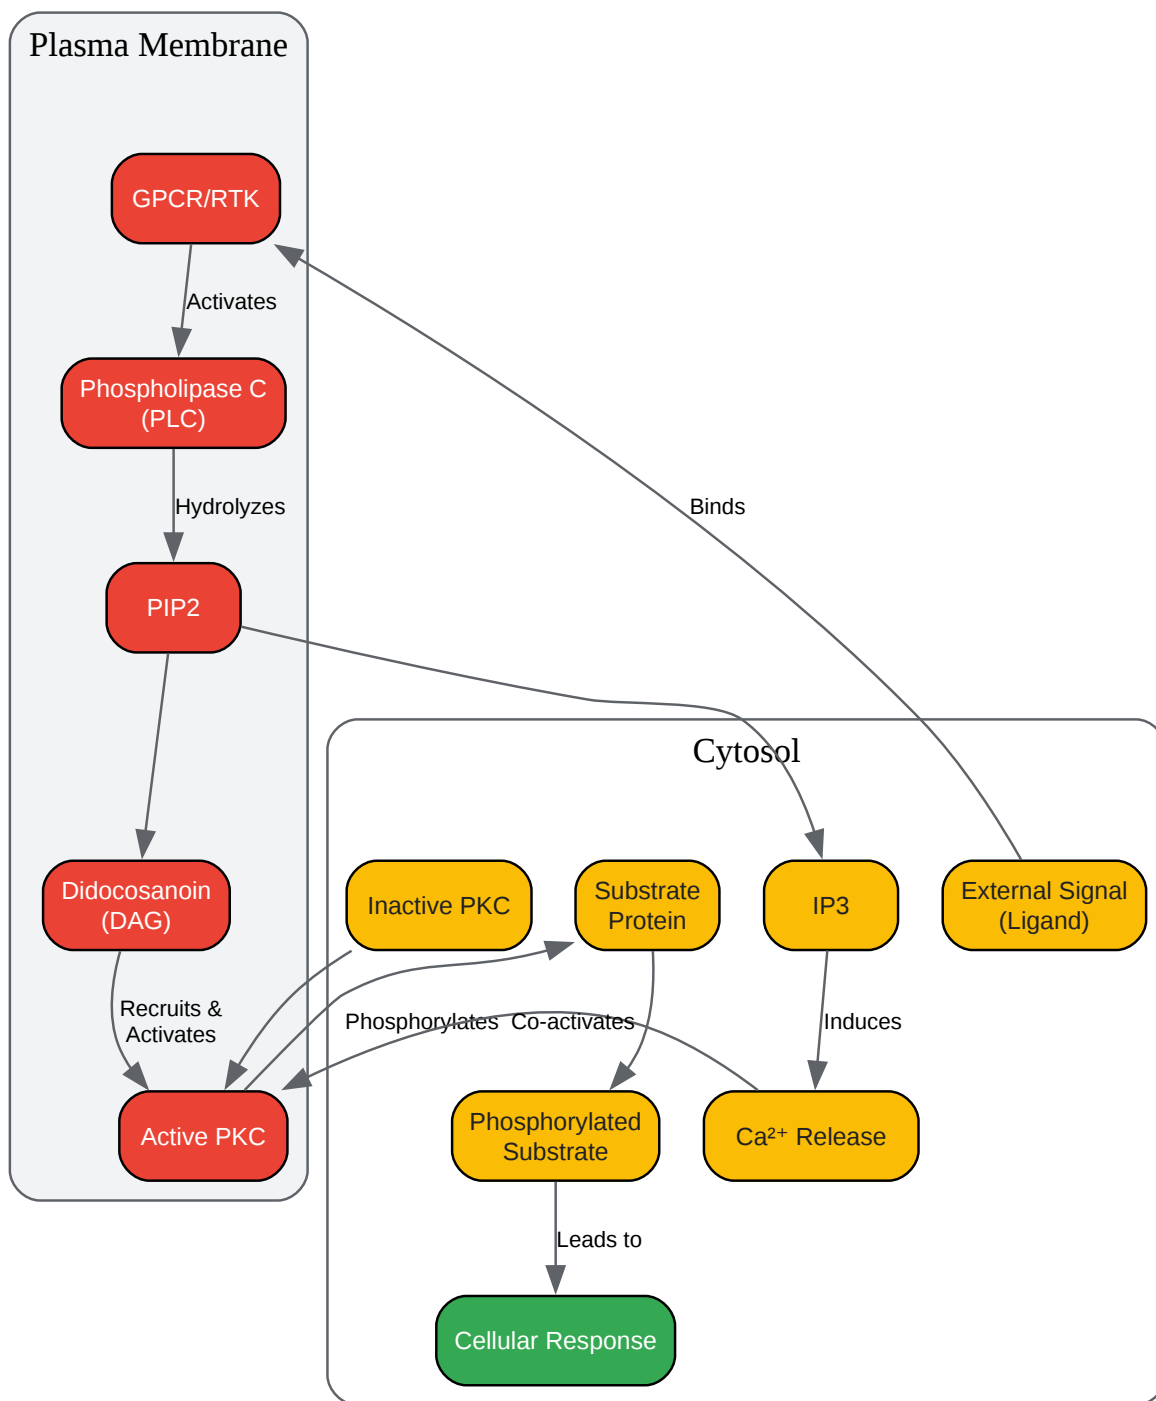 Plasma Membrane
GPCR/RTK
Activates
Phospholipase C
(PLC)
Hydrolyzes
Binds
PIP2
Cytosol
Didocosanoin
(DAG)
Inactive PKC
Substrate
Protein
IP3
External Signal
(Ligand)
Recruits &
Activates
Phosphorylates
Co-activates
Induces
Active PKC
Phosphorylated
Substrate
Ca²⁺ Release
Leads to
Cellular Response